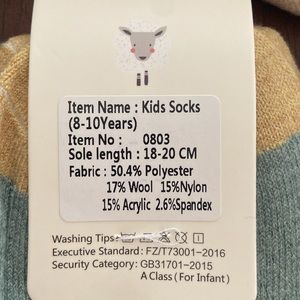 Item Name : Kids Socks
(8-10Years)
Item No : 0803
Sole length : 18-20 CM
Fabric : 50.4% Polyester
17% Wool 15%Nylon
15% Acrylic 2.6%Spandex
Washing Tips:
Executive Standard : FZ/T73001-2016
Security Category: GB31701-2015
A Class ( For Infant )